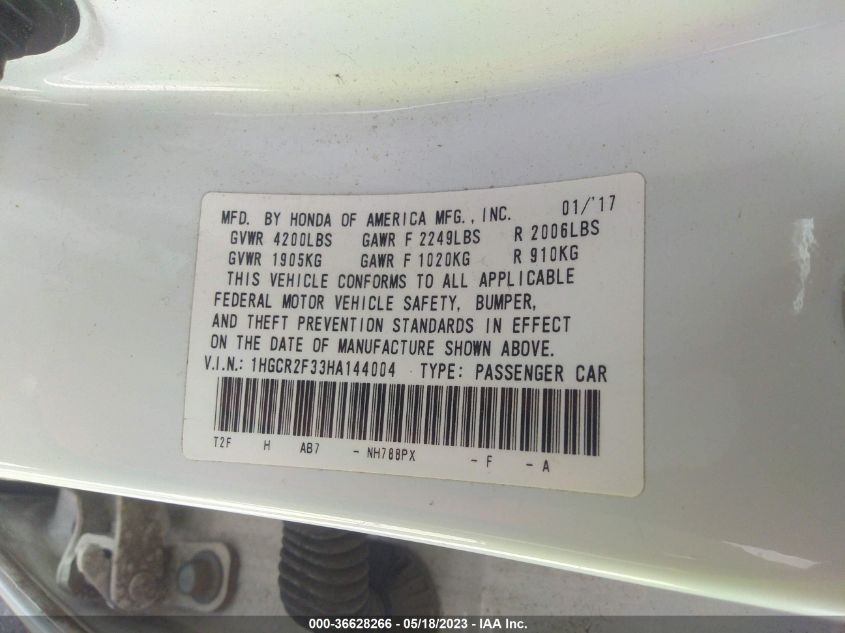 MFD. BY HONDA OF AMERICA MFG., INC. 01/'17
GVWR 4200LBS GAWR F 2249LBS R 2006LBS
GVWR 1905KG GAWR F 1020KG R 910KG
THIS VEHICLE CONFORMS TO ALL APPLICABLE
FEDERAL MOTOR VEHICLE SAFETY, BUMPER,
AND THEFT PREVENTION STANDARDS IN EFFECT
ON THE DATE OF MANUFACTURE SHOWN ABOVE.
V.I.N.: 1HGCR2F33HA144004 TYPE: PASSENGER CAR
T2F H AB7 - NH788PX - F - A
000-36628266 - 05/18/2023 - IAA Inc.